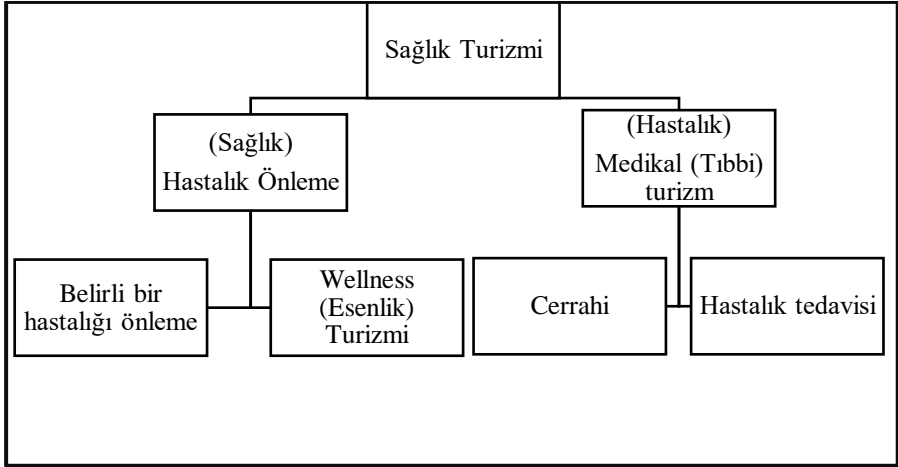 Sağlık Turizmi
(Sağlık)
Hastalık Önleme
(Hastalık)
Medikal (Tıbbi)
turizm
Belirli bir
hastalığı önleme
Wellness
(Esenlik)
Turizmi
Cerrahi
Hastalık tedavisi